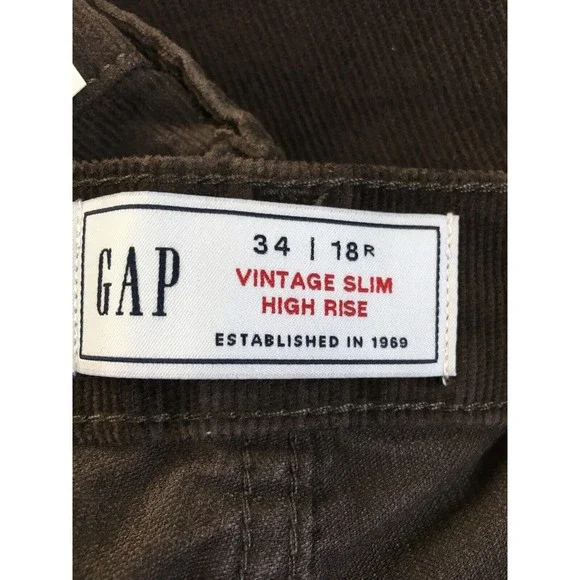 GAP
34 | 18R
VINTAGE SLIM
HIGH RISE
ESTABLISHED IN 1969